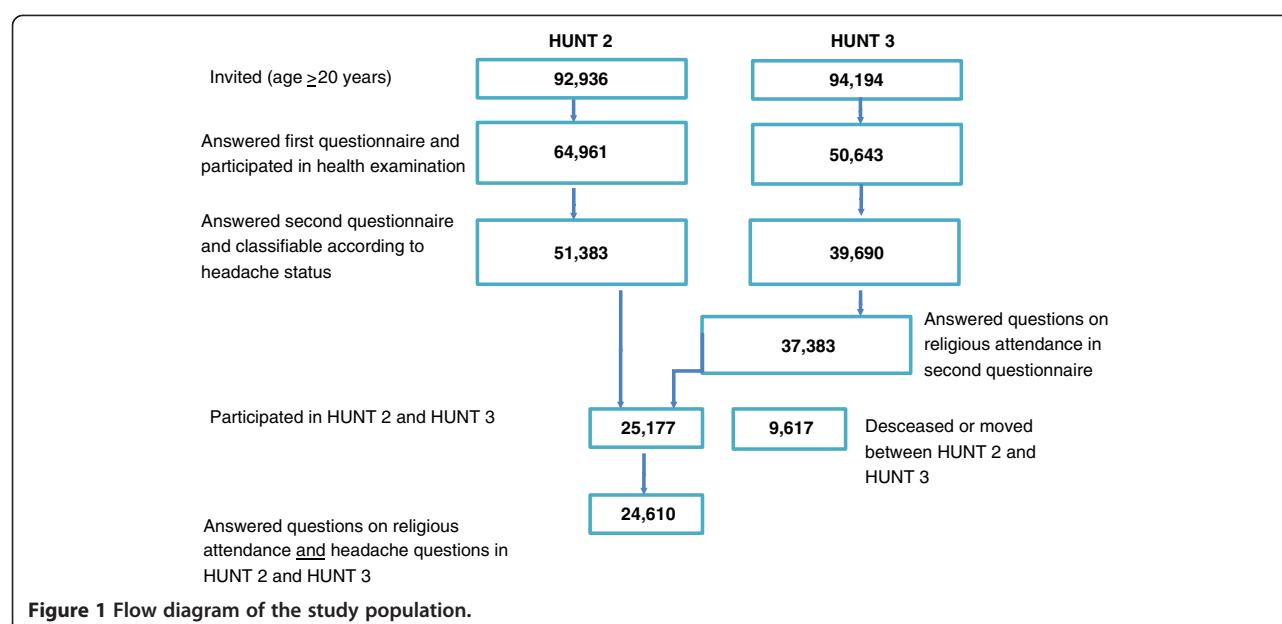 HUNT 2 HUNT 3
Invited (age ≥20 years) 92,936 94,194
Answered first questionnaire and
participated in health examination
64,961 50,643
Answered second questionnaire
and classifiable according to
headache status
51,383 39,690
37,383
Answered questions on
religious attendance in
second questionnaire
Participated in HUNT 2 and HUNT 3
25,177 9,617
Desceased or moved
between HUNT 2 and
HUNT 3
24,610
Answered questions on religious
attendance and headache questions in
HUNT 2 and HUNT 3
Figure 1 Flow diagram of the study population.